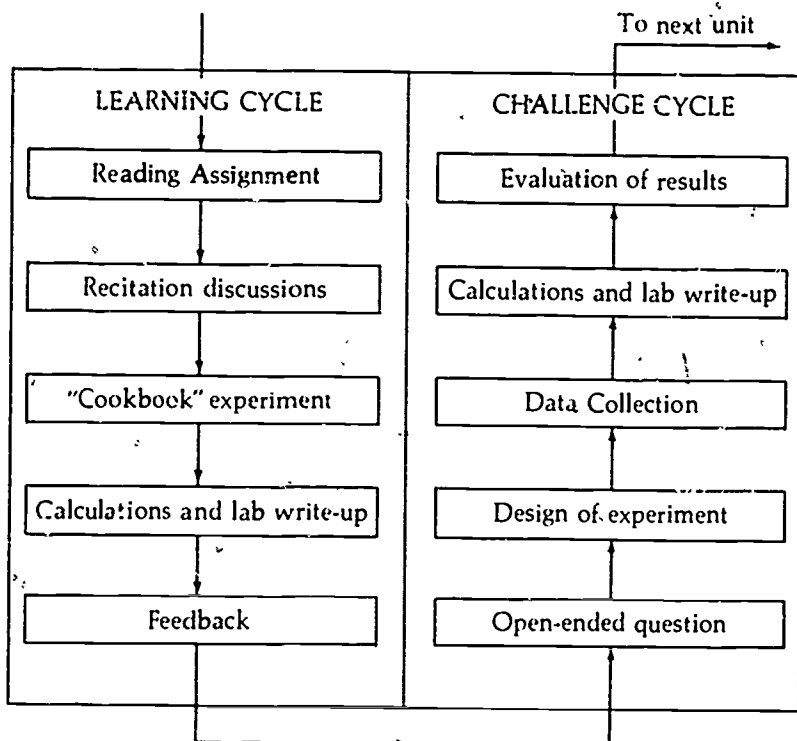 To next unit
LEARNING CYCLE
Reading Assignment
Recitation discussions
"Cookbook" experiment
Calculations and lab write-up
Feedback
CHALLENGE CYCLE
Evaluation of results
Calculations and lab write-up
Data Collection
Design of experiment
Open-ended question